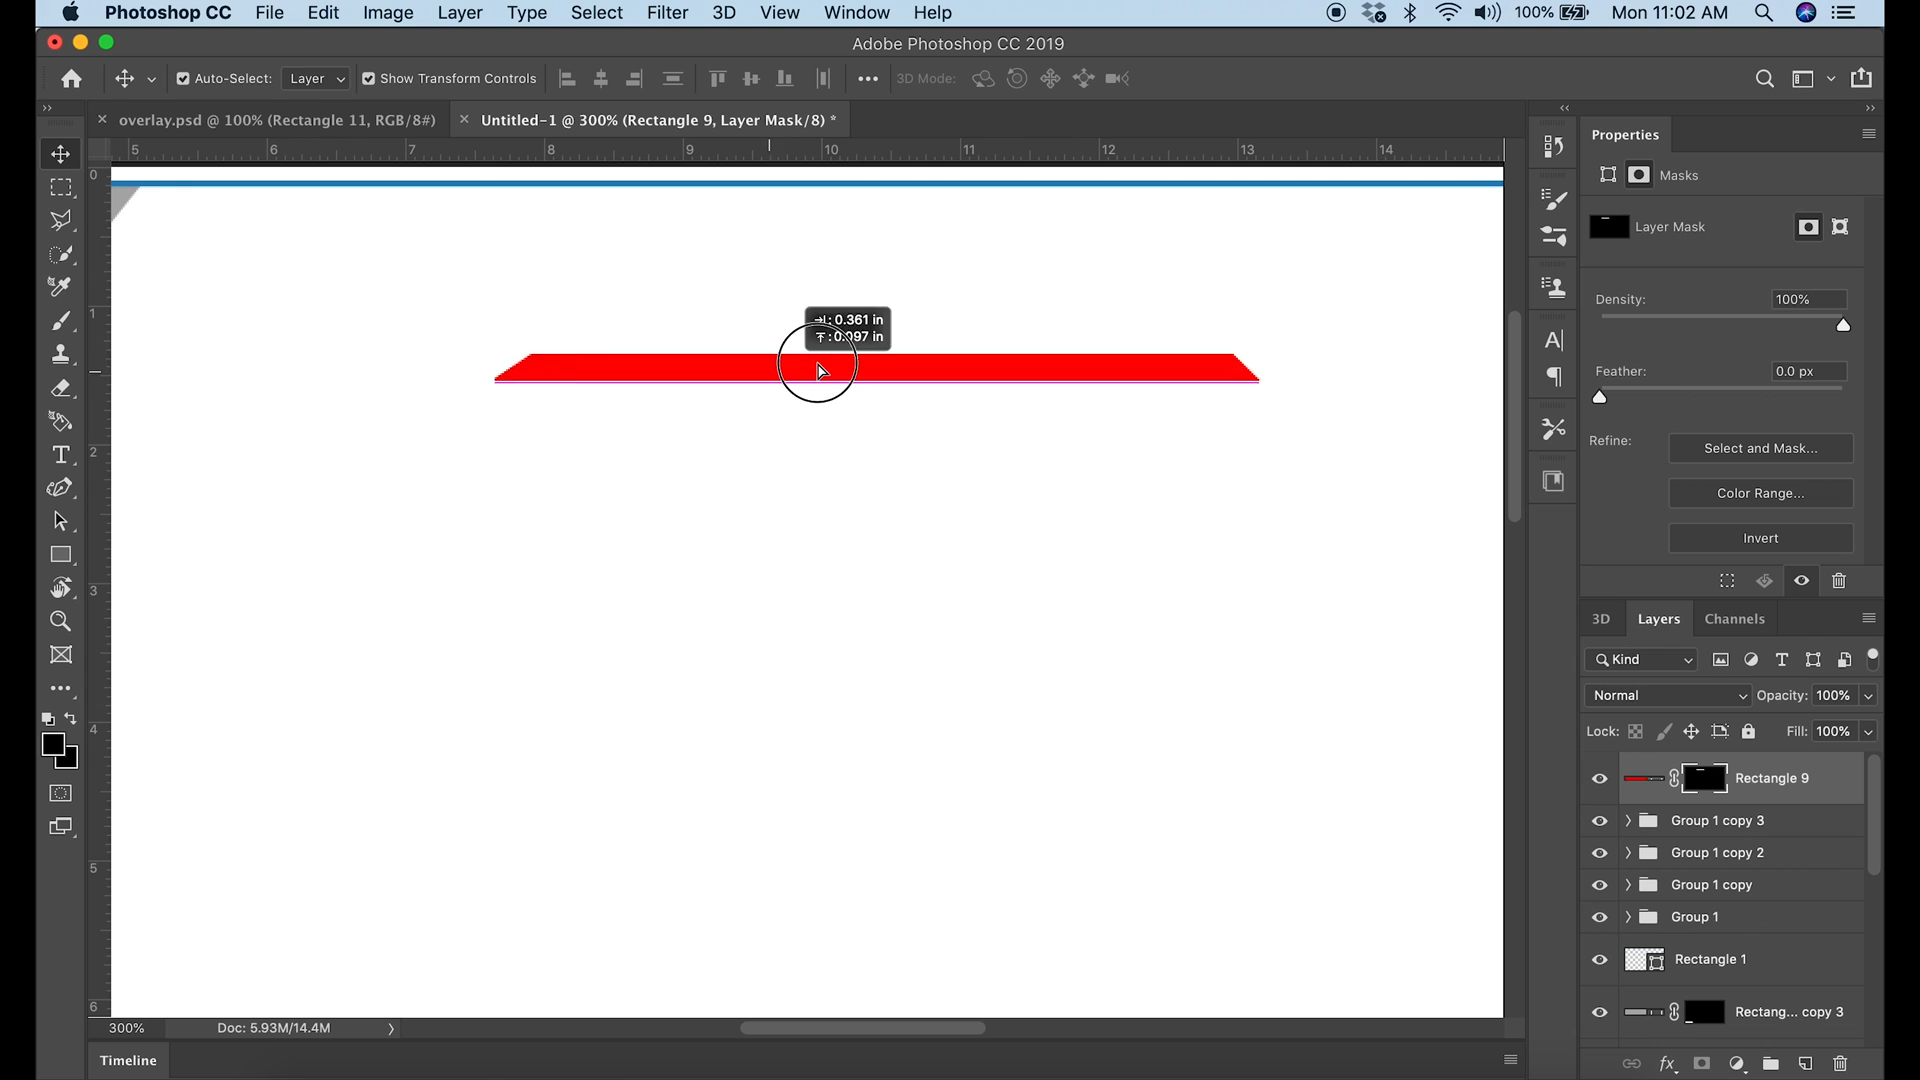 Photoshop CC File Edit Image Layer Type Select Filter 3D View Window Help 100% Mon 11:02 AM
Adobe Photoshop CC 2019
Auto-Select: Layer Show Transform Controls 3D Mode:
overlay.psd @ 100% (Rectangle 11, RGB/8#) Untitled-1 @ 300% (Rectangle 9, Layer Mask/8) *
5 6 7 8 9 10 11 12 13 14
0
1
2
3
4
5
6
: 0.361 in
: 0.097 in
Properties
Masks
Layer Mask
Density: 100%
Feather: 0.0 px
Refine: Select and Mask...
Color Range...
Invert
3D Layers Channels
Kind
Normal Opacity: 100%
Lock: Fill: 100%
Rectangle 9
Group 1 copy 3
Group 1 copy 2
Group 1 copy
Group 1
Rectangle 1
Rectang... copy 3
fx
300% Doc: 5.93M/14.4M
Timeline